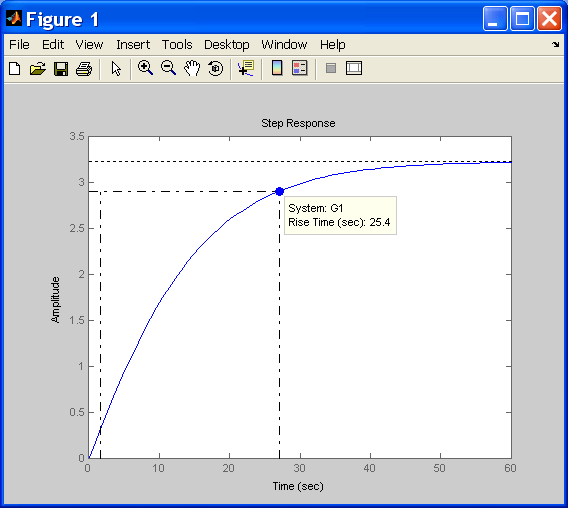 Figure 1
File Edit View Insert Tools Desktop Window Help
Step Response
3.5
3
2.5
2
1.5
1
0.5
0
Amplitude
System: G1
Rise Time (sec): 25.4
0 10 20 30 40 50 60
Time (sec)